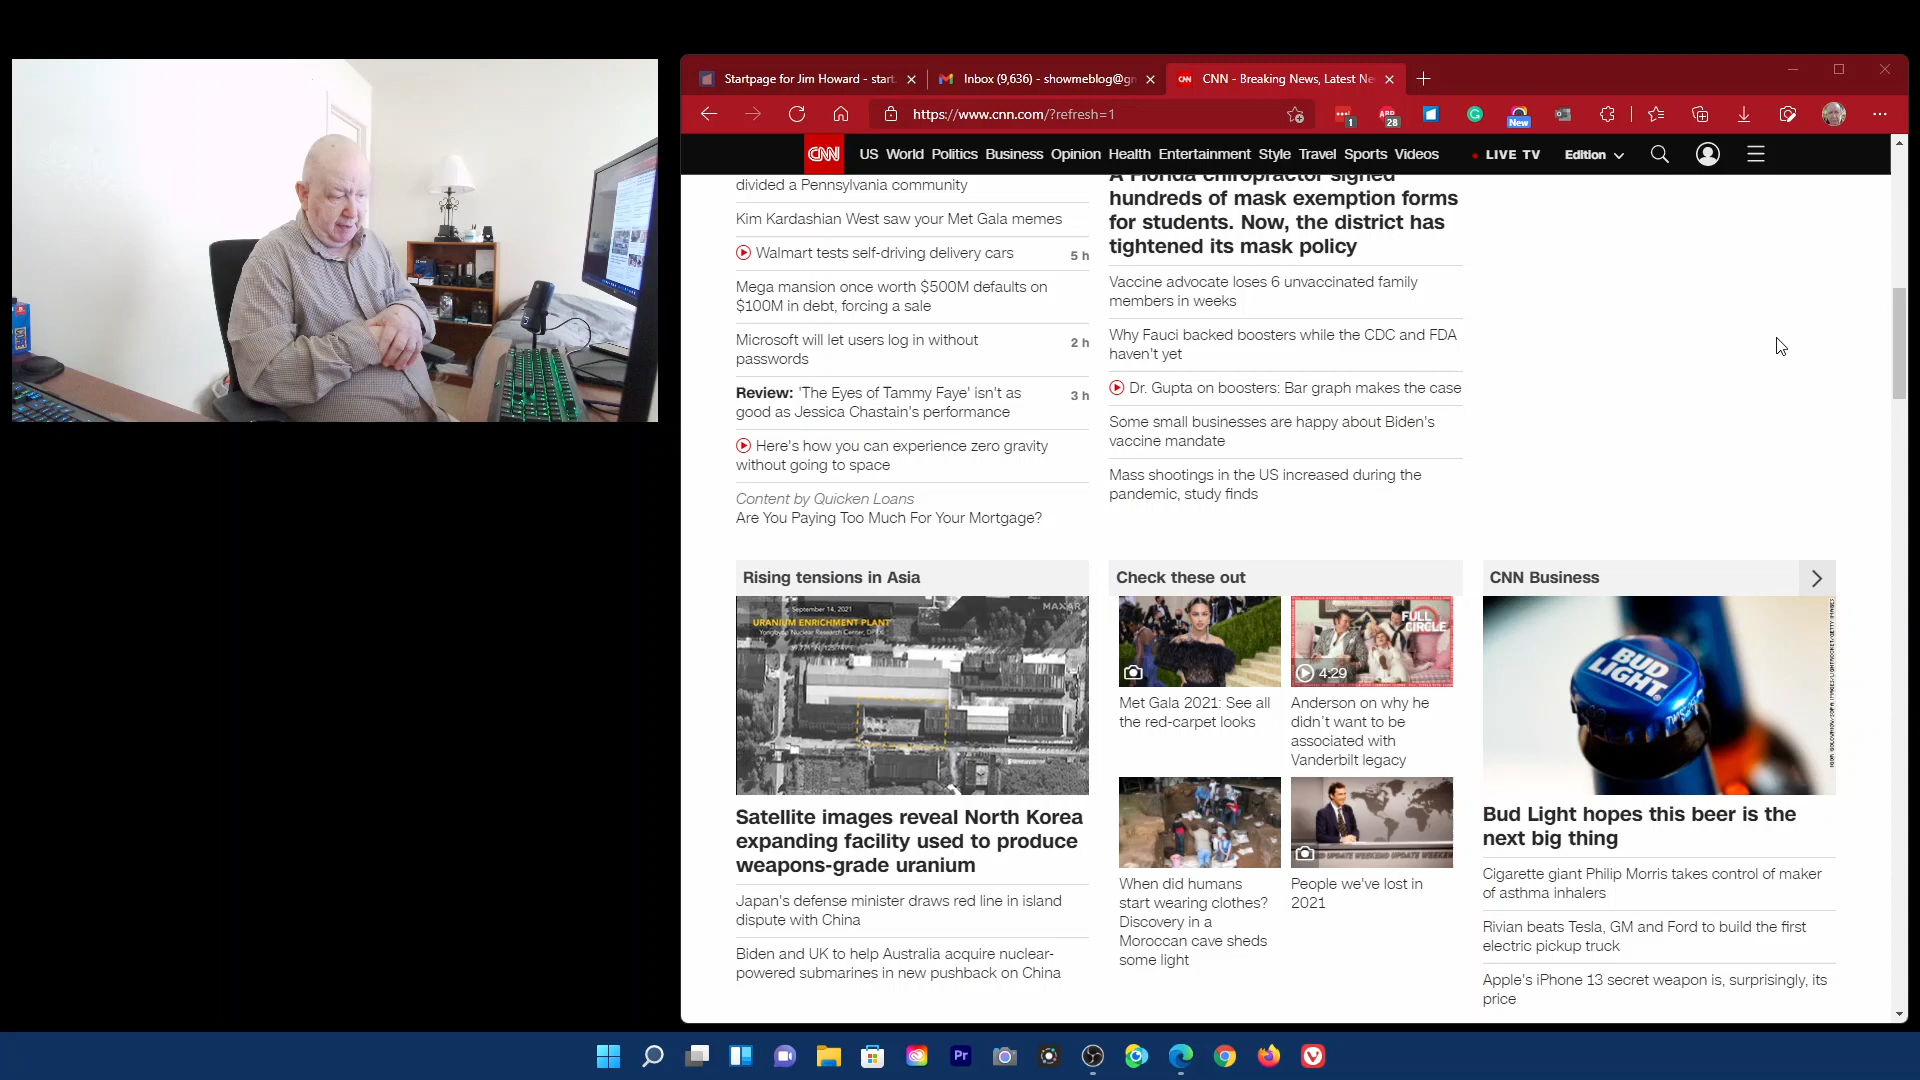 Startpage for Jim Howard - start.
Inbox (9,636) - showmeblog@gm
CNN - Breaking News, Latest Ne
https://www.cnn.com/?refresh=1
1
28
New
CNN
US World Politics Business Opinion Health Entertainment Style Travel Sports Videos
LIVE TV
Edition
divided a Pennsylvania community
Kim Kardashian West saw your Met Gala memes
Walmart tests self-driving delivery cars
5 h
Mega mansion once worth $500M defaults on
$100M in debt, forcing a sale
Microsoft will let users log in without
passwords
2 h
Review: 'The Eyes of Tammy Faye' isn't as
good as Jessica Chastain's performance
3 h
Here's how you can experience zero gravity
without going to space
Content by Quicken Loans
Are You Paying Too Much For Your Mortgage?
A Florida chiropractor signed
hundreds of mask exemption forms
for students. Now, the district has
tightened its mask policy
Vaccine advocate loses 6 unvaccinated family
members in weeks
Why Fauci backed boosters while the CDC and FDA
haven't yet
Dr. Gupta on boosters: Bar graph makes the case
Some small businesses are happy about Biden's
vaccine mandate
Mass shootings in the US increased during the
pandemic, study finds
Rising tensions in Asia
September 14, 2021
MAXAR
URANIUM ENRICHMENT PLANT
Yongbyon Nuclear Research Center, DPRK
Satellite images reveal North Korea
expanding facility used to produce
weapons-grade uranium
Japan's defense minister draws red line in island
dispute with China
Biden and UK to help Australia acquire nuclear-
powered submarines in new pushback on China
Check these out
Met Gala 2021: See all
the red-carpet looks
FULL
CIRCLE
4:29
Anderson on why he
didn't want to be
associated with
Vanderbilt legacy
When did humans
start wearing clothes?
Discovery in a
Moroccan cave sheds
some light
UPDATE WEEKEND UPDATE
People we've lost in
2021
CNN Business
BUD
LIGHT
Bud Light hopes this beer is the
next big thing
Cigarette giant Philip Morris takes control of maker
of asthma inhalers
Rivian beats Tesla, GM and Ford to build the first
electric pickup truck
Apple's iPhone 13 secret weapon is, surprisingly, its
price
Pr